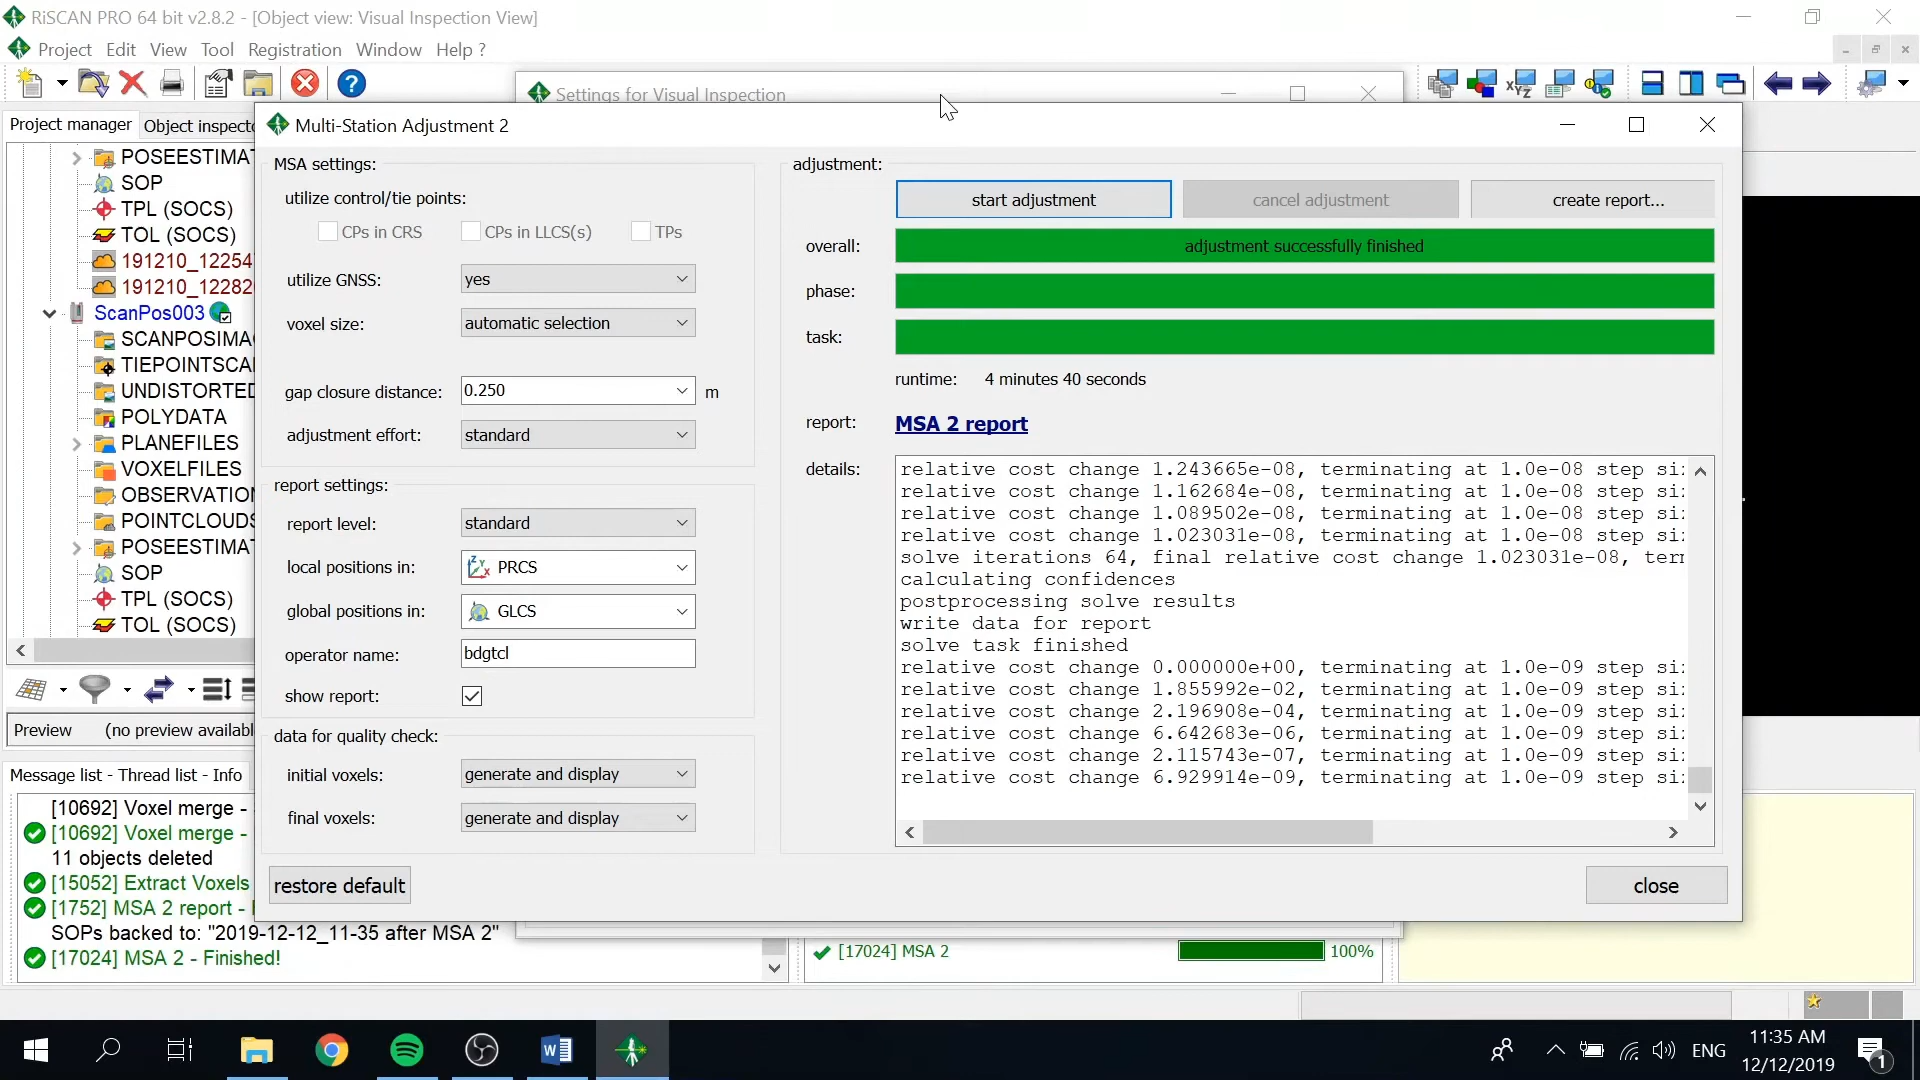 RiSCAN PRO 64 bit v2.8.2 - [Object view: Visual Inspection View]
Project Edit View Tool Registration Window Help ?
Settings for Visual Inspection
Project manager
Object inspecto
POSEESTIMAT
SOP
TPL (SOCS)
TOL (SOCS)
191210_12254
191210_12282
ScanPos003
SCANPOSIMA
TIEPOINTSCA
UNDISTORTED
POLYDATA
PLANEFILES
VOXELFILES
OBSERVATION
POINTCLOUDS
POSEESTIMAT
SOP
TPL (SOCS)
TOL (SOCS)
Preview (no preview availabl
Message list - Thread list - Info
[10692] Voxel merge -
[10692] Voxel merge -
11 objects deleted
[15052] Extract Voxels
[1752] MSA 2 report -
SOPs backed to: "2019-12-12_11-35 after MSA 2"
[17024] MSA 2 - Finished!
[17024] MSA 2
100%
Multi-Station Adjustment 2
MSA settings:
utilize control/tie points:
CPs in CRS
CPs in LLCS(s)
TPs
utilize GNSS:
yes
voxel size:
automatic selection
gap closure distance:
0.250
m
adjustment effort:
standard
report settings:
report level:
standard
local positions in:
PRCS
global positions in:
GLCS
operator name:
bdgtcl
show report:
data for quality check:
initial voxels:
generate and display
final voxels:
generate and display
restore default
adjustment:
start adjustment
cancel adjustment
create report...
overall:
adjustment successfully finished
phase:
task:
runtime: 4 minutes 40 seconds
report: MSA 2 report
details:
relative cost change 1.243665e-08, terminating at 1.0e-08 step si
relative cost change 1.162684e-08, terminating at 1.0e-08 step si
relative cost change 1.089502e-08, terminating at 1.0e-08 step si
relative cost change 1.023031e-08, terminating at 1.0e-08 step si
solve iterations 64, final relative cost change 1.023031e-08, ter
calculating confidences
postprocessing solve results
write data for report
solve task finished
relative cost change 0.000000e+00, terminating at 1.0e-09 step si
relative cost change 1.855992e-02, terminating at 1.0e-09 step si
relative cost change 2.196908e-04, terminating at 1.0e-09 step si
relative cost change 6.642683e-06, terminating at 1.0e-09 step si
relative cost change 2.115743e-07, terminating at 1.0e-09 step si
relative cost change 6.929914e-09, terminating at 1.0e-09 step si
close
ENG
11:35 AM
12/12/2019
1